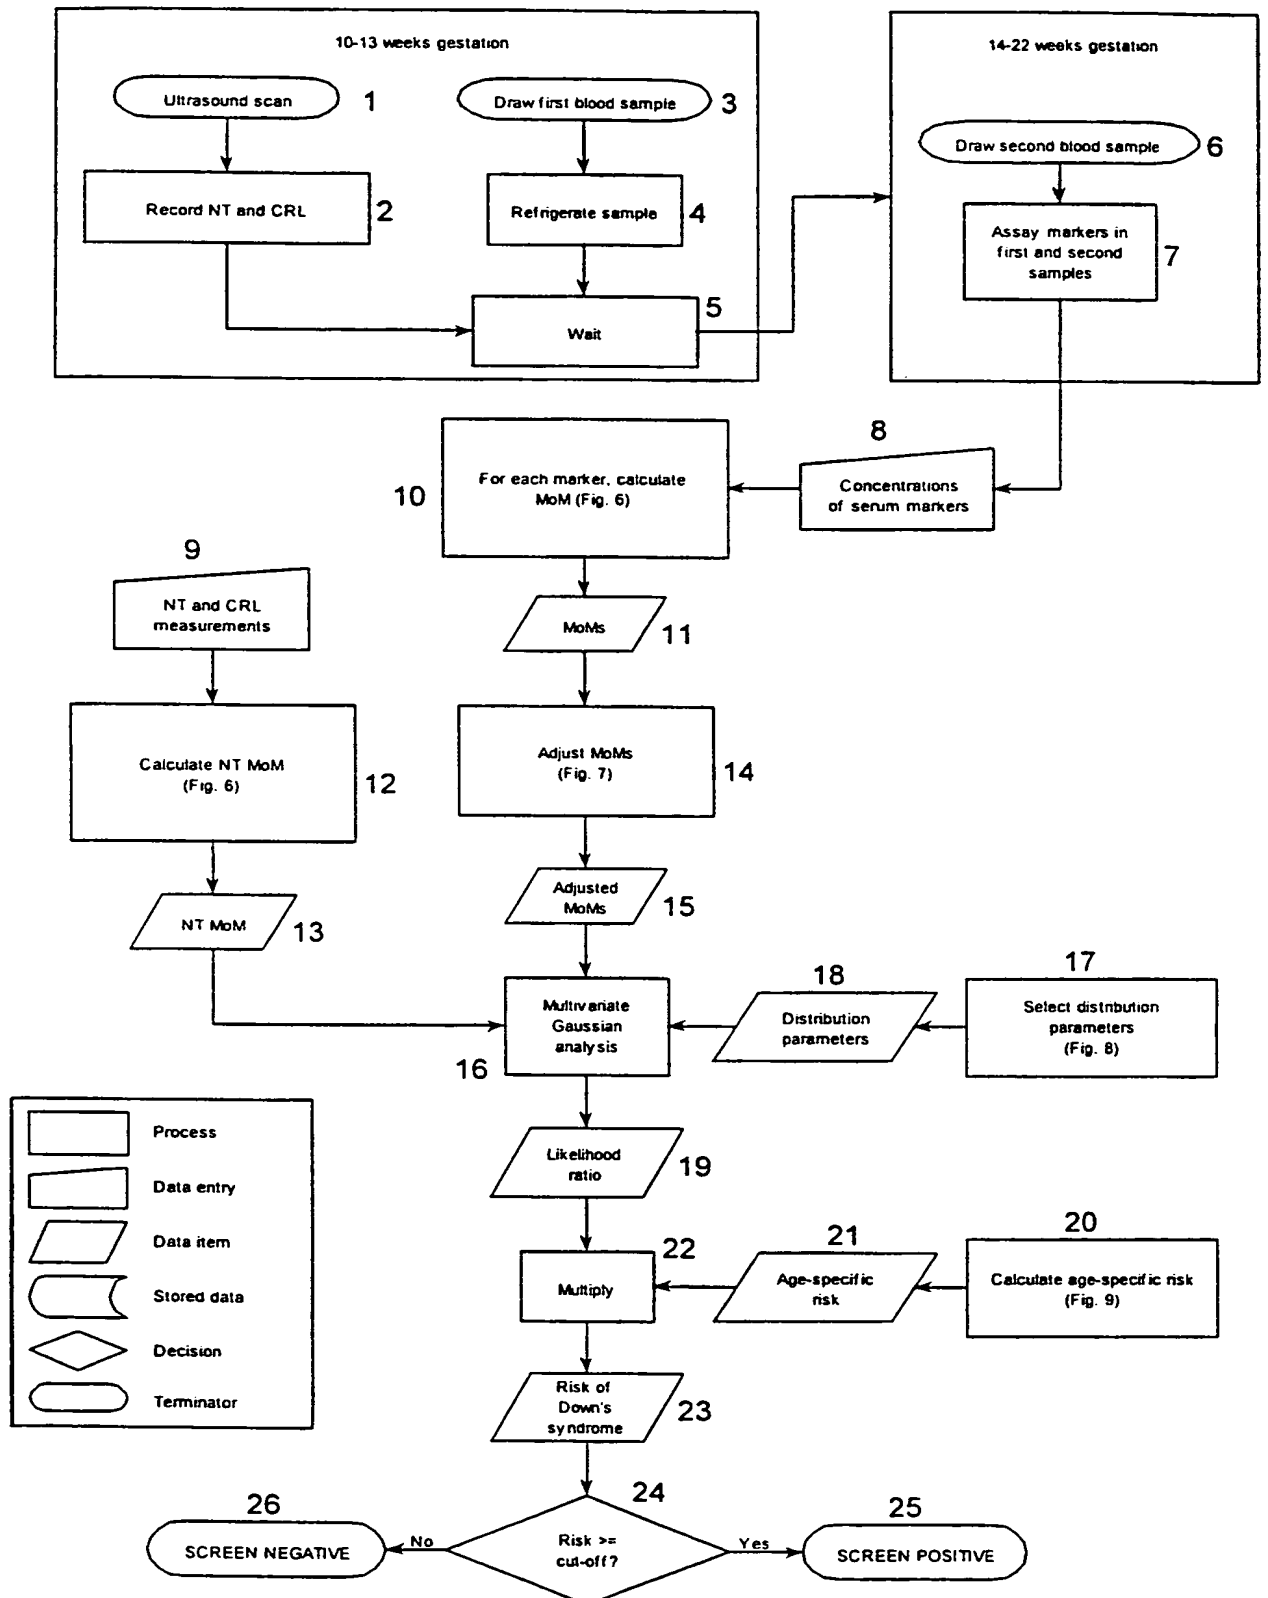 10-13 weeks gestation
14-22 weeks gestation
Ultrasound scan
1
Draw first blood sample
3
Draw second blood sample
6
Record NT and CRL
2
Refrigerate sample
4
Assay markers in
first and second
samples
7
Wait
5
8
Concentrations
of serum markers
For each marker, calculate
MoM (Fig. 6)
10
9
NT and CRL
measurements
MoMs
11
Calculate NT MoM
(Fig. 6)
12
Adjust MoMs
(Fig. 7)
14
NT MoM
13
Adjusted
MoMs
15
Multivariate
Gaussian
analysis
16
18
Distribution
parameters
17
Select distribution
parameters
(Fig. 8)
Process
Data entry
Data item
Stored data
Decision
Terminator
Likelihood
ratio
19
22
Multiply
21
Age-specific
risk
20
Calculate age-specific risk
(Fig. 9)
Risk of
Down's
syndrome
23
24
Risk >=
cut-off?
No
Yes
26
SCREEN NEGATIVE
25
SCREEN POSITIVE